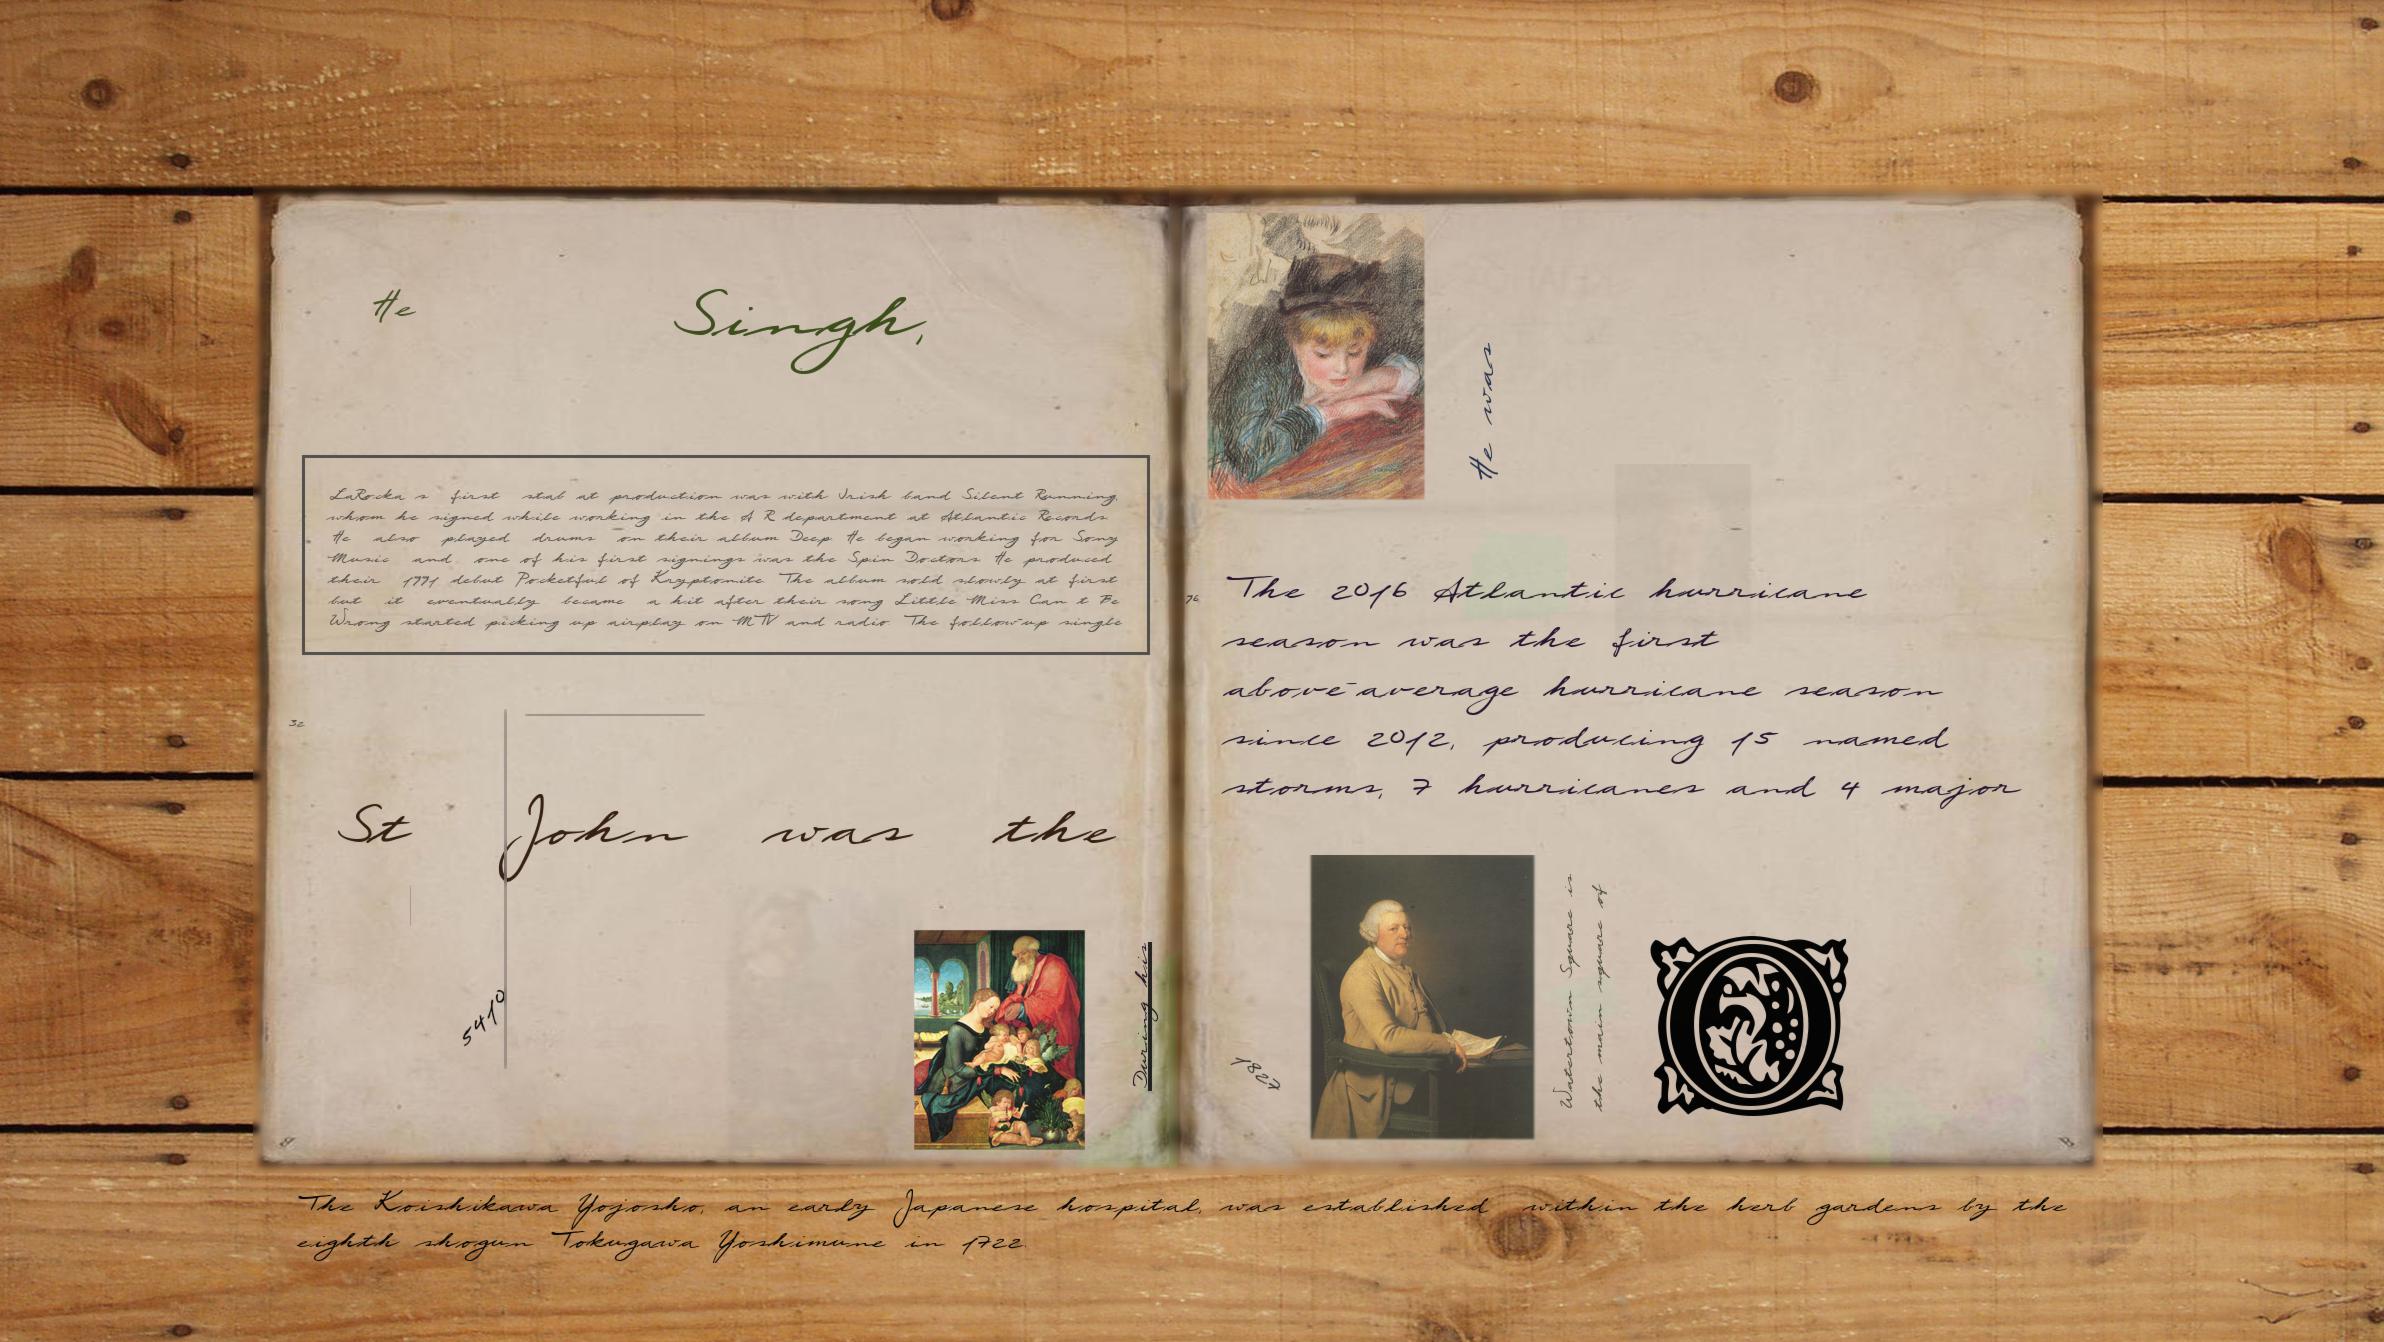 He
Singh,
LaRocka s first stab at production was with Irish band Silent Running,
whom he signed while working in the A R department at Atlantic Records
He also played drums on their album Deep He began working for Sony
Music and one of his first signings was the Spin Doctors He produced
their 1991 debut Pocketful of Kryptonite The album sold slowly at first
but it eventually became a hit after their song Little Miss Can t Be
Wrong started picking up airplay on MTV and radio The follow-up single
32
St John was the
5410
During his
He was
76
The 2016 Atlantic hurricane
season was the first
above-average hurricane season
since 2012, producing 15 named
storms, 7 hurricanes and 4 major
1827
Watertown Square is
the main square of
O
B
The Koishikawa Yojosho, an early Japanese hospital, was established within the herb gardens by the
eighth shogun Tokugawa Yoshimune in 1722